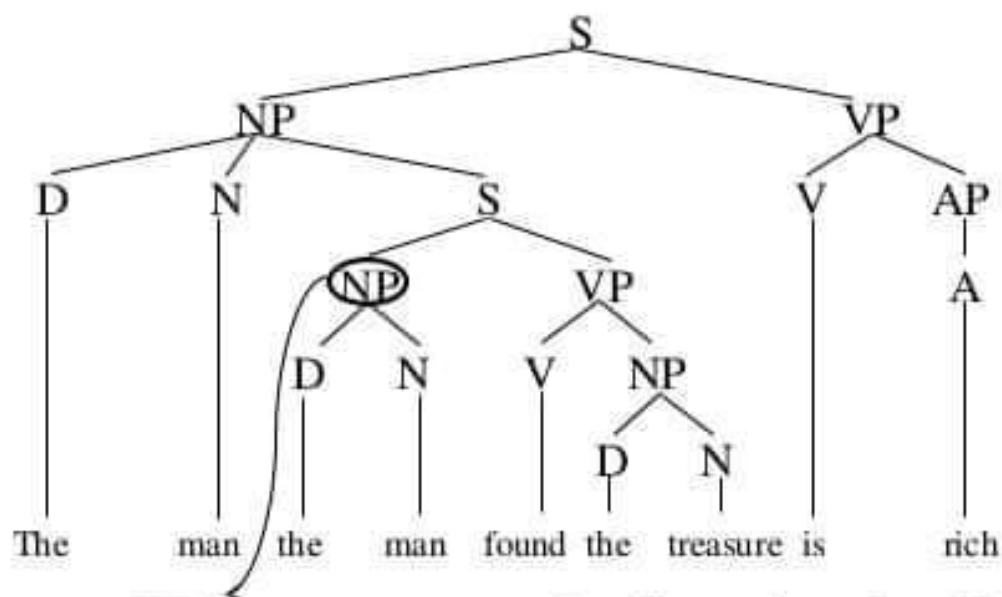 S
NP VP
D N S V AP
NP VP A
D N V NP
D N
The man the man found the treasure is rich